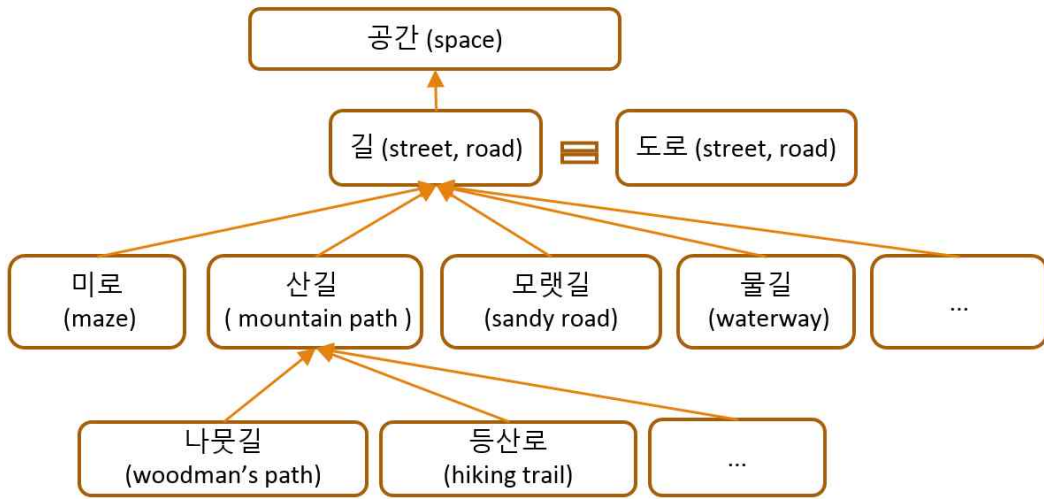 공간 (space)
길 (street, road)
도로 (street, road)
미로
(maze)
산길
( mountain path )
모랫길
(sandy road)
물길
(waterway)
...
나뭇길
(woodman’s path)
등산로
(hiking trail)
...